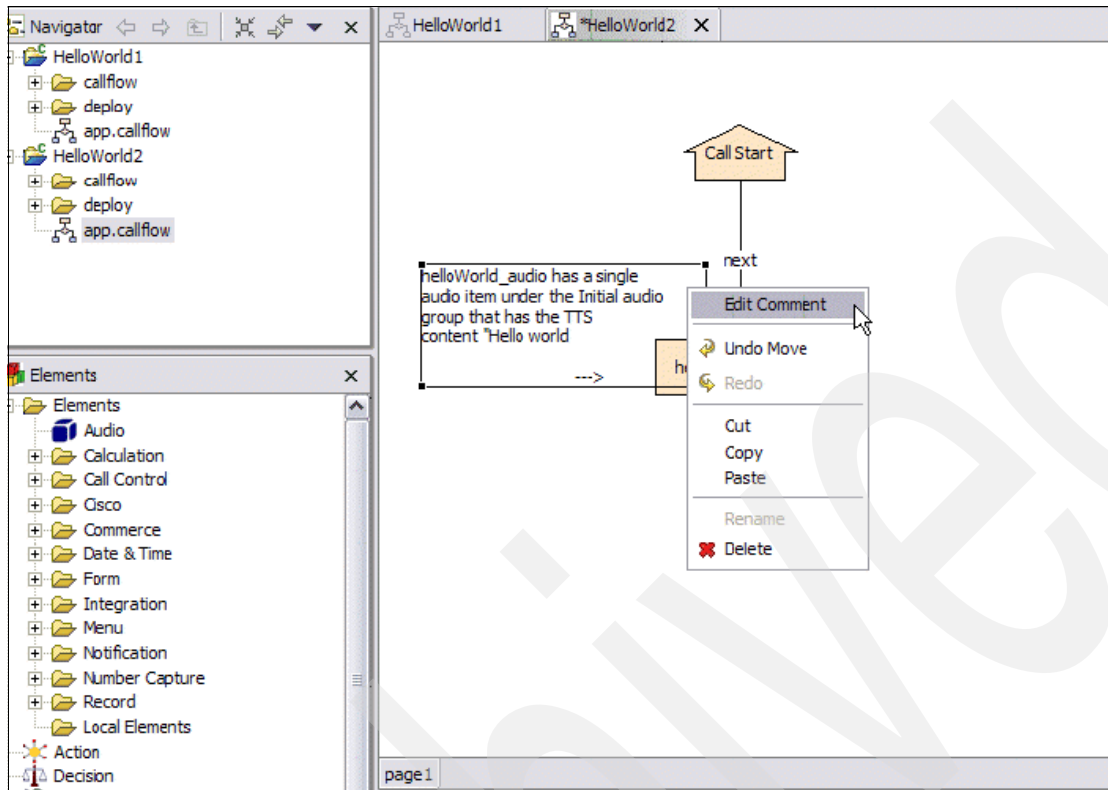 Navigator
HelloWorld1
callflow
deploy
app.callflow
HelloWorld2
callflow
deploy
app.callflow
Elements
Elements
Audio
Calculation
Call Control
Cisco
Commerce
Date & Time
Form
Integration
Menu
Notification
Number Capture
Record
Local Elements
Action
Decision
HelloWorld1
*HelloWorld2
Call Start
next
helloWorld_audio has a single
audio item under the Initial audio
group that has the TTS
content "Hello world
--->
Edit Comment
Undo Move
Redo
Cut
Copy
Paste
Rename
Delete
page1